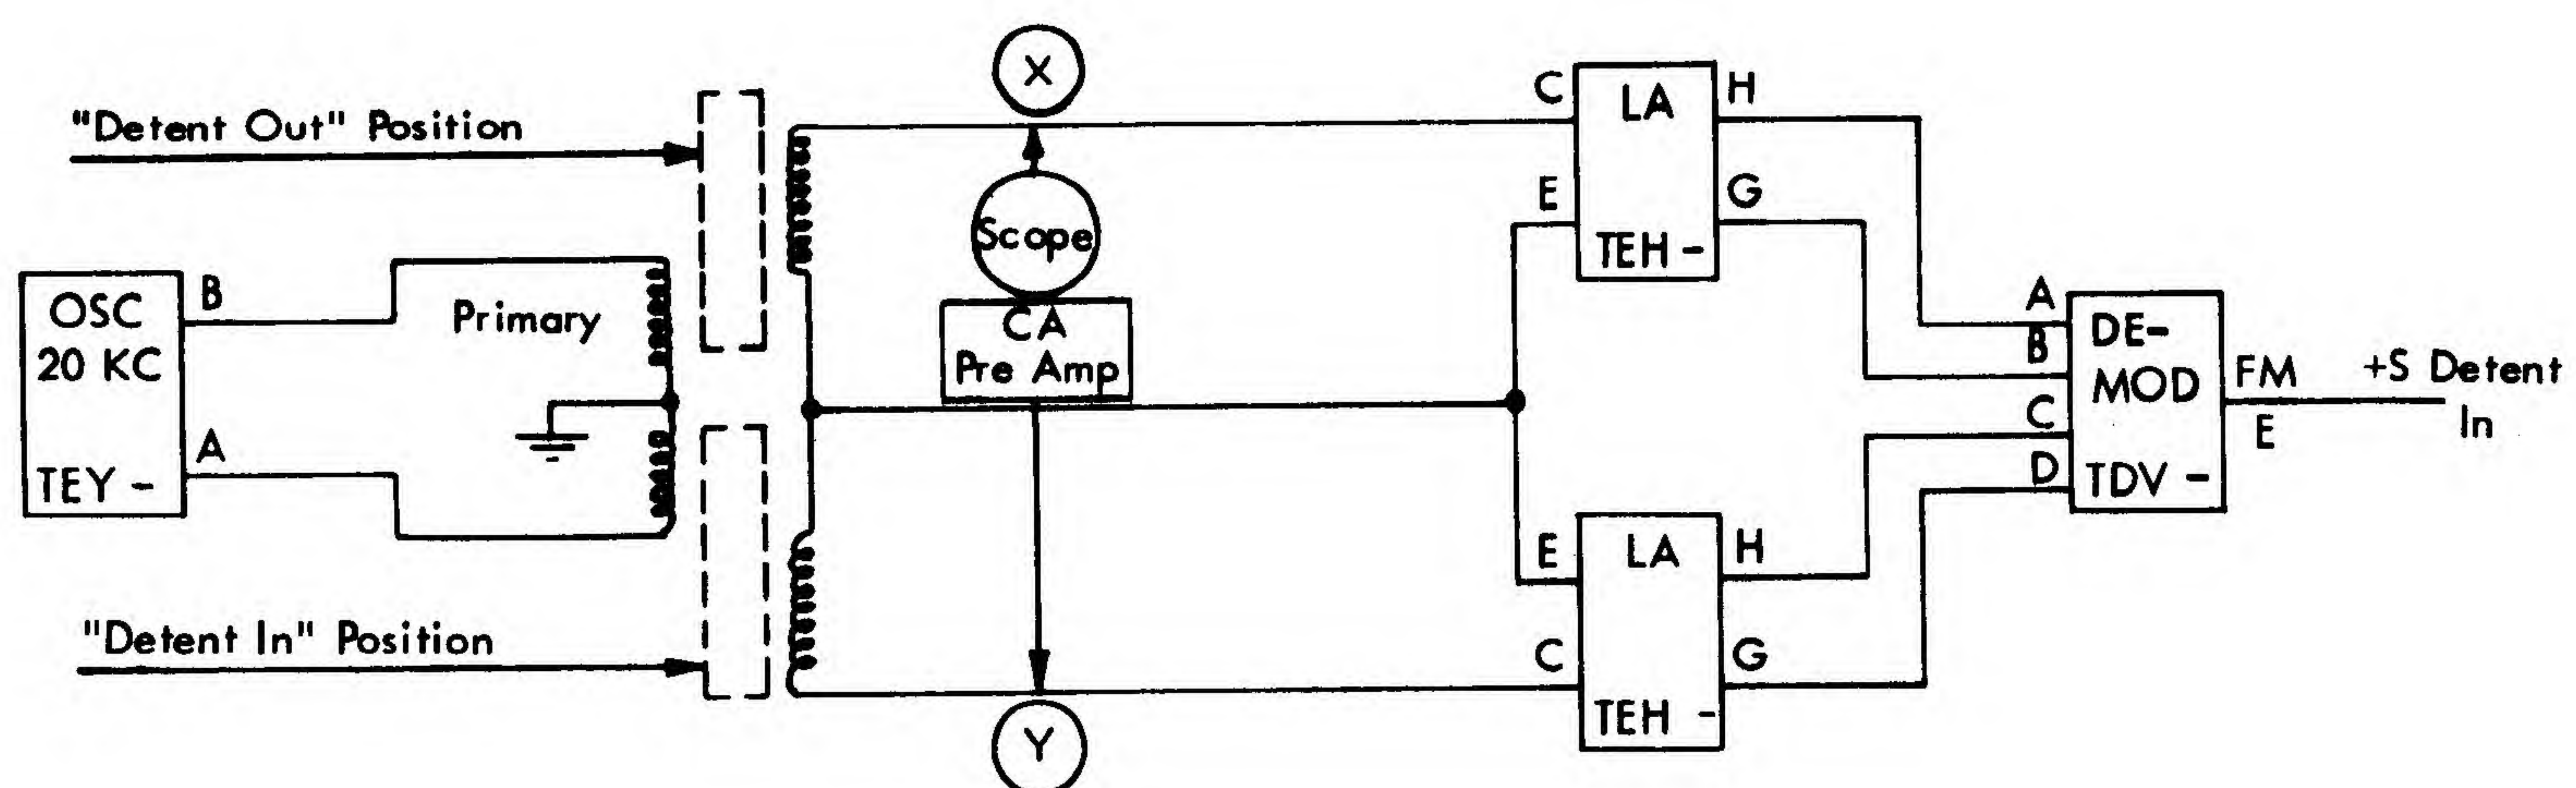 "Detent Out" Position
OSC
20 KC
TEY -
B
A
Primary
"Detent In" Position
X
Scope
CA
Pre Amp
Y
C
E
LA
TEH -
H
G
E
C
LA
TEH -
H
G
A
B
C
D
DE-
MOD
TDV -
FM
E
+S Detent
In